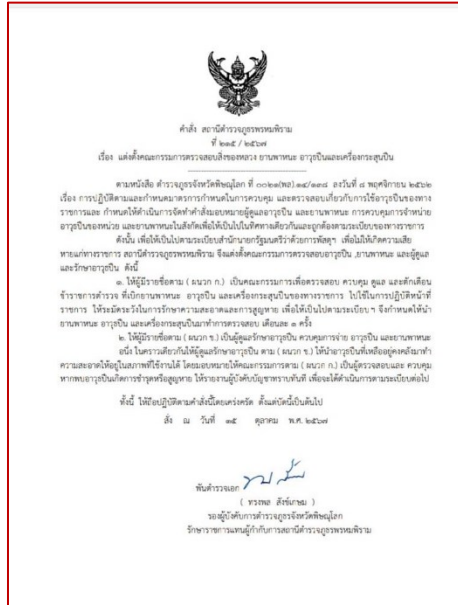 คำสั่ง สถานีตำรวจภูธรพรหมพิราม
ที่ ๒๑๕ / ๒๕๖๗
เรื่อง แต่งตั้งคณะกรรมการตรวจสอบสิ่งของหลวง ยานพาหนะ อาวุธปืนและเครื่องกระสุนปืน
ตามหนังสือ ตำรวจภูธรจังหวัดพิษณุโลก ที่ ๐๐๒๑(พล).๑๔/๑๓๘ ลงวันที่ ๘ พฤศจิกายน ๒๕๖๒
เรื่อง การปฏิบัติตามและกำหนดมาตรการกำหนดในการควบคุม และตรวจสอบเกี่ยวกับการใช้อาวุธปืนของทาง
ราชการและ กำหนดให้ดำเนินการจัดทำคำสั่งมอบหมายผู้ดูแลอาวุธปืน และยานพาหนะ การควบคุมการจำหน่าย
อาวุธปืนของหน่วย และยานพาหนะในสังกัดเพื่อให้เป็นไปในทิศทางเดียวกันและถูกต้องตามระเบียบของทางราชการ
ดังนั้น เพื่อให้เป็นไปตามระเบียบสำนักนายกรัฐมนตรีว่าด้วยการพัสดุฯ เพื่อไม่ให้เกิดความเสีย
หายแก่ทางราชการ สถานีตำรวจภูธรพรหมพิราม จึงแต่งตั้งคณะกรรมการตรวจสอบอาวุธปืน ,ยานพาหนะ และผู้ดูแล
และรักษาอาวุธปืน ดังนี้
๑. ให้ผู้มีรายชื่อตาม ( ผนวก ก.) เป็นคณะกรรมการเพื่อตรวจสอบ ควบคุม ดูแล และตักเตือน
ข้าราชการตำรวจ ที่เบิกยานพาหนะ อาวุธปืน และเครื่องกระสุนปืนของทางราชการ ไปใช้ในการปฏิบัติหน้าที่
ราชการ ให้ระมัดระวังในการรักษาความสะอาดและการสูญหาย เพื่อให้เป็นไปตามระเบียบฯ จึงกำหนดให้นำ
ยานพาหนะ อาวุธปืน และเครื่องกระสุนปืนมาทำการตรวจสอบ เดือนละ ๑ ครั้ง
๒. ให้ผู้มีรายชื่อตาม ( ผนวก ข.) เป็นผู้ดูแลรักษาอาวุธปืน ควบคุมการจ่าย อาวุธปืน และยานพาหนะ
อนึ่ง ในคราวเดียวกันให้ผู้ดูแลรักษาอาวุธปืน ตาม ( ผนวก ข ) ให้นำอาวุธปืนที่เหลืออยู่คงคลังมาทำ
ความสะอาดให้อยู่ในสภาพที่ใช้งานได้ โดยมอบหมายให้คณะกรรมการตาม ( ผนวก ก ) เป็นผู้ตรวจสอบและ ควบคุม
หากพบอาวุธปืนเกิดการชำรุดหรือสูญหาย ให้รายงานผู้บังคับบัญชาทราบทันที เพื่อจะได้ดำเนินการตามระเบียบต่อไป
ทั้งนี้ ให้ถือปฏิบัติตามคำสั่งนี้โดยเคร่งครัด ตั้งแต่บัดนี้เป็นต้นไป
สั่ง ณ วันที่ ๑๕ ตุลาคม พ.ศ. ๒๕๖๗
พันตำรวจเอก
( ทรงพล สังข์เกษม )
รองผู้บังคับการตำรวจภูธรจังหวัดพิษณุโลก
รักษาราชการแทนผู้กำกับการสถานีตำรวจภูธรพรหมพิราม